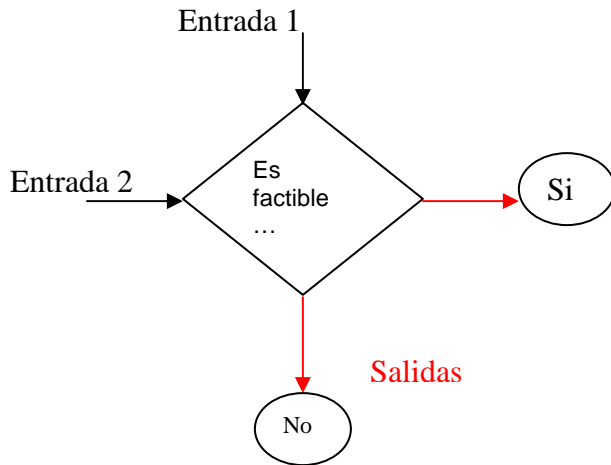 Entrada 1
Entrada 2
Es
factible
…
Si
Salidas
No